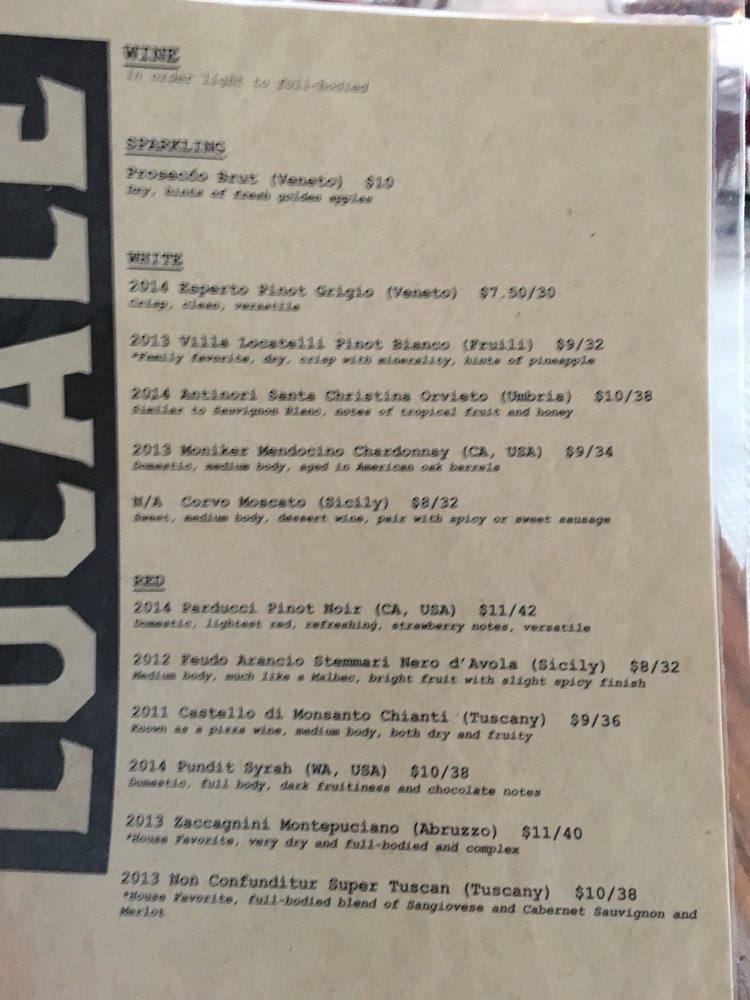 LOCALE
WINE
In order light to full-bodied
SPARKLING
Prosecco Brut (Veneto) $10
Dry, hints of fresh golden apples
WHITE
2014 Esperto Pinot Grigio (Veneto) $7.50/30
Crisp, clean, versatile
2013 Villa Locatelli Pinot Bianco (Fruili) $9/32
*Family favorite, dry, crisp with minerality, hints of pineapple
2014 Antinori Santa Christina Orvieto (Umbria) $10/38
Similar to Sauvignon Blanc, notes of tropical fruit and honey
2013 Moniker Mendocino Chardonnay (CA, USA) $9/34
Domestic, medium body, aged in American oak barrels
N/A Corvo Moscato (Sicily) $8/32
Sweet, medium body, dessert wine, pair with spicy or sweet sausage
RED
2014 Parducci Pinot Noir (CA, USA) $11/42
Domestic, lightest red, refreshing, strawberry notes, versatile
2012 Feudo Arancio Stemmari Nero d'Avola (Sicily) $8/32
Medium body, much like a Malbec, bright fruit with slight spicy finish
2011 Castello di Monsanto Chianti (Tuscany) $9/36
Known as a pizza wine, medium body, both dry and fruity
2014 Pundit Syrah (WA, USA) $10/38
Domestic, full body, dark fruitiness and chocolate notes
2013 Zaccagnini Montepuciano (Abruzzo) $11/40
*House Favorite, very dry and full-bodied and complex
2013 Non Confunditur Super Tuscan (Tuscany) $10/38
*House Favorite, full-bodied blend of Sangiovese and Cabernet Sauvignon and
Merlot